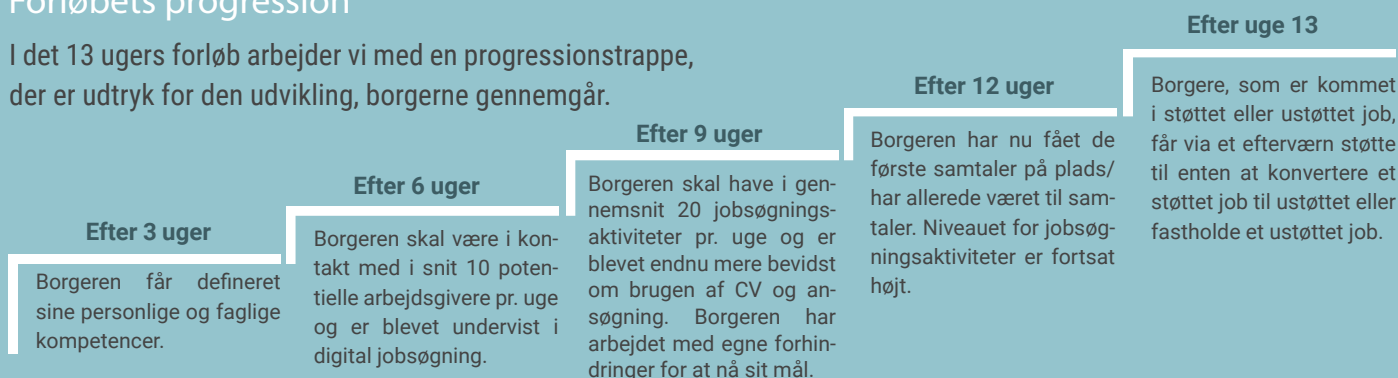 Forløbets progression
I det 13 ugers forløb arbejder vi med en progressionstrappe,
der er udtryk for den udvikling, borgerne gennemgår.
Efter 3 uger
Borgeren får defineret
sine personlige og faglige
kompetencer.
Efter 6 uger
Borgeren skal være i kon-
takt med i snit 10 poten-
tielle arbejdsgivere pr. uge
og er blevet undervist i
digital jobsøgning.
Efter 9 uger
Borgeren skal have i gen-
nemsnit 20 jobsøgnings-
aktiviteter pr. uge og er
blevet endnu mere bevidst
om brugen af CV og an-
søgning. Borgeren har
arbejdet med egne forhin-
dringer for at nå sit mål.
Efter 12 uger
Borgeren har nu fået de
første samtaler på plads/
har allerede været til sam-
taler. Niveauet for jobsøg-
ningsaktiviteter er fortsat
højt.
Efter uge 13
Borgere, som er kommet
i støttet eller ustøttet job,
får via et efterværn støtte
til enten at konvertere et
støttet job til ustøttet eller
fastholde et ustøttet job.